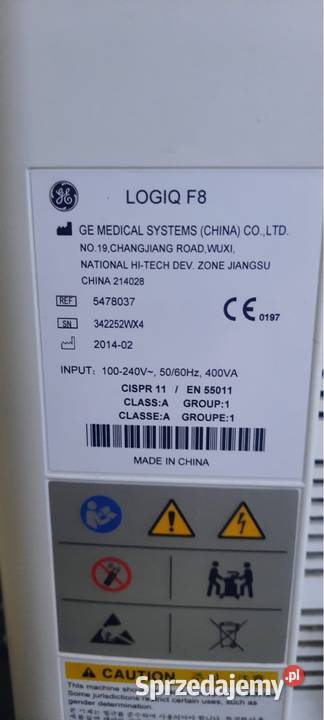 GE
LOGIQ F8
GE MEDICAL SYSTEMS (CHINA) CO.,LTD.
NO.19,CHANGJIANG ROAD,WUXI,
NATIONAL HI-TECH DEV. ZONE JIANGSU
CHINA 214028
REF 5478037
CE 0197
SN 342252WX4
2014-02
INPUT: 100-240V~, 50/60Hz, 400VA
CISPR 11 / EN 55011
CLASS:A GROUP:1
CLASSE:A GROUPE:1
MADE IN CHINA
CAUTION
This machine sho
Some jurisdictions
gender determination.
Sprzedajemy.pl